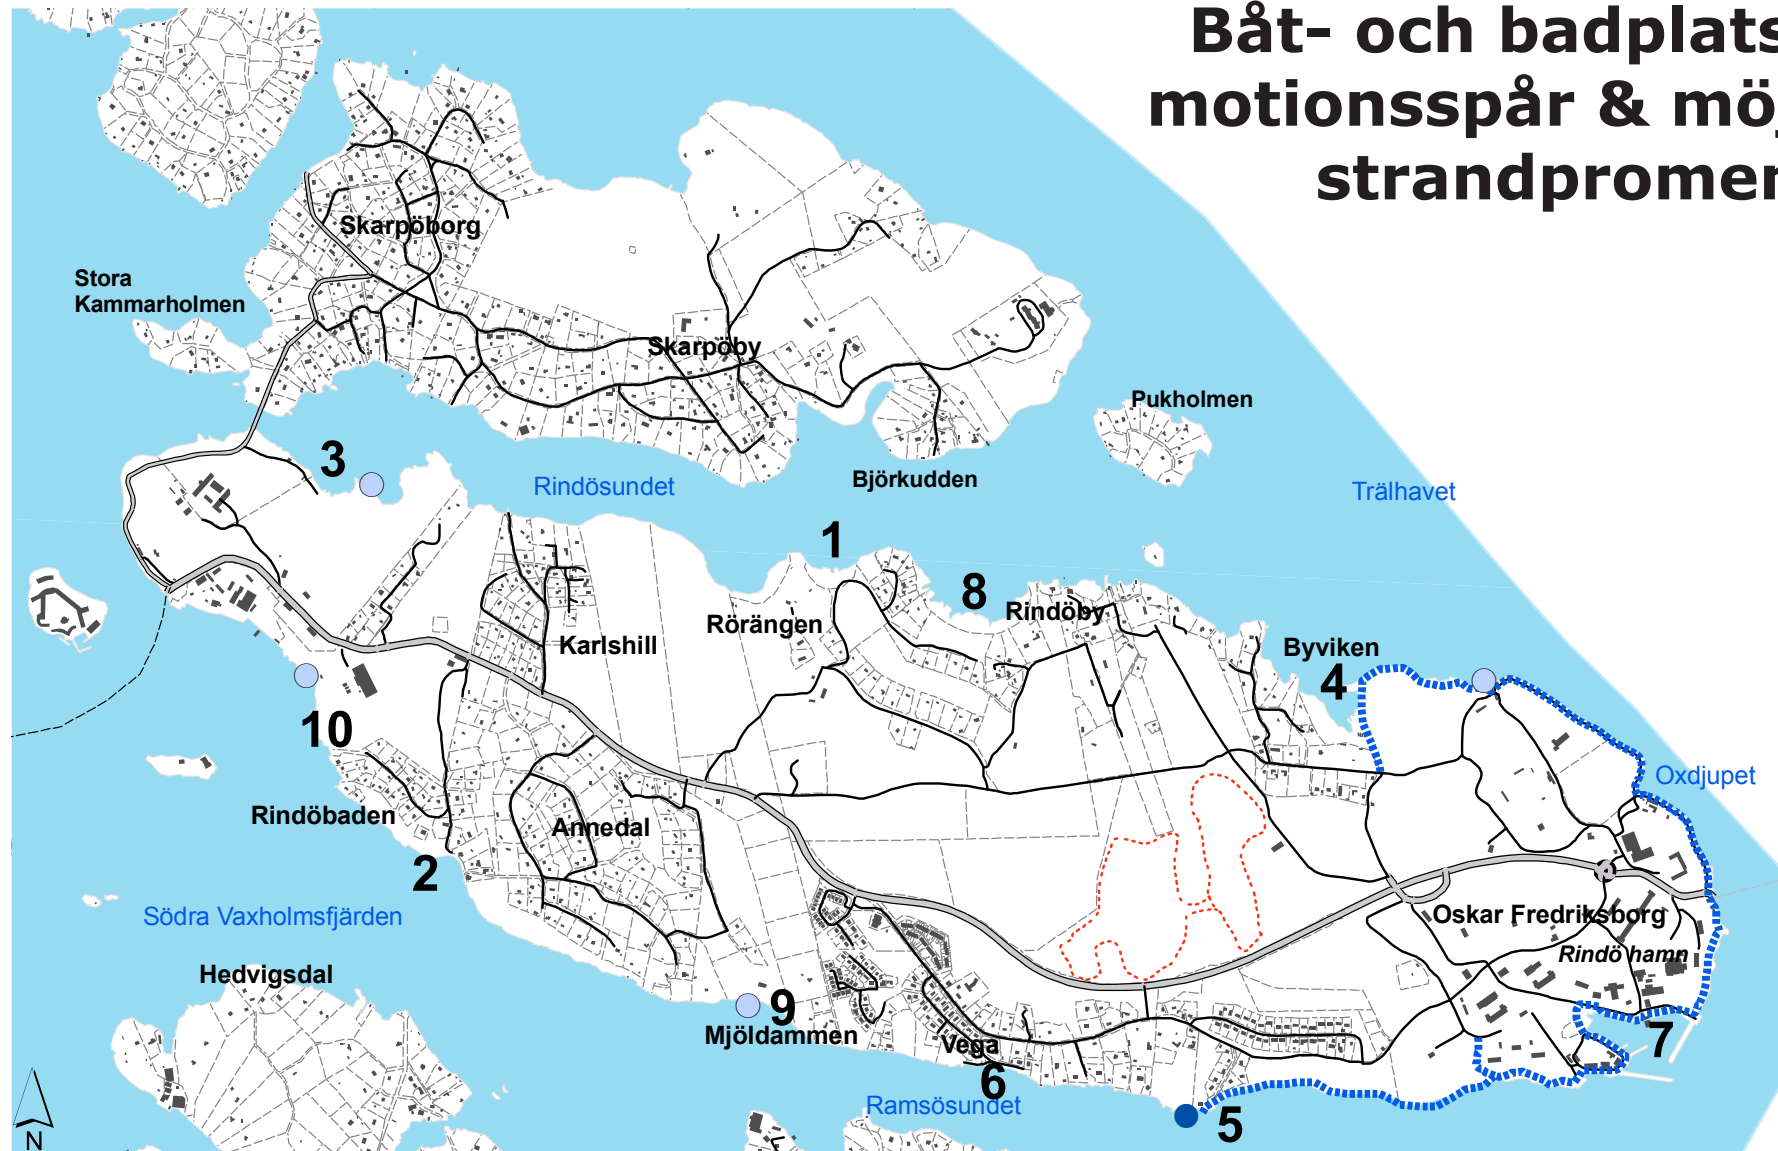 Båt- och badplats
motionsspår & möj
strandpromen
Skarpöborg
Stora
Kammarholmen
Skarpöby
Pukholmen
3
Rindösundet
Björkudden
Trälhavet
1
8
Rindöby
Rörängen
Karlshill
Byviken
4
10
Oxdjupet
Rindöbaden
Annedal
2
Södra Vaxholmsfjärden
Oskar Fredriksborg
Rindö hamn
Hedvigsdal
9
Mjöldammen
Vega
7
6
Ramsösundet
5
N